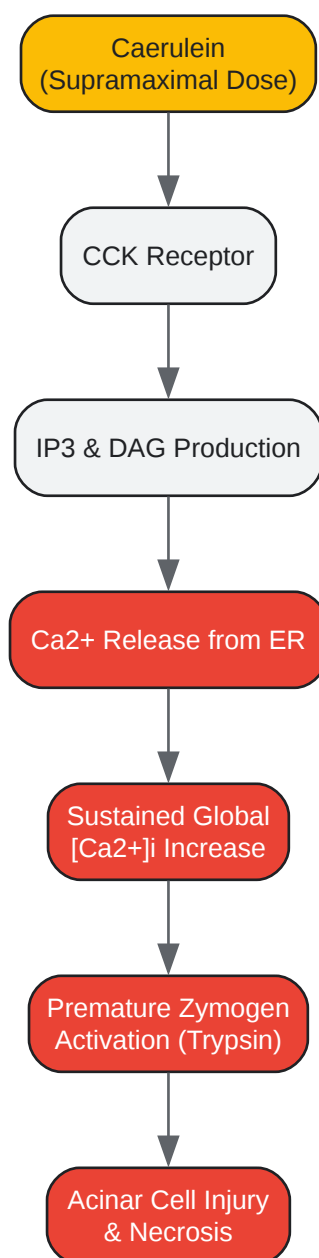 Caerulein
(Supramaximal Dose)
CCK Receptor
IP3 & DAG Production
Ca2+ Release from ER
Sustained Global
[Ca2+]i Increase
Premature Zymogen
Activation (Trypsin)
Acinar Cell Injury
& Necrosis